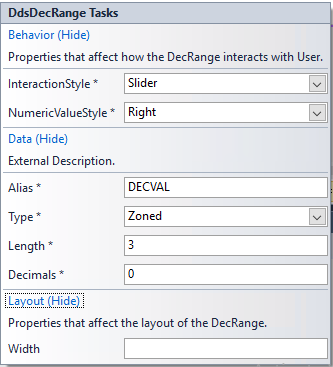 DdsDecRange Tasks
Behavior (Hide)
Properties that affect how the DecRange interacts with User.
InteractionStyle * Slider
NumericValueStyle * Right
Data (Hide)
External Description.
Alias * DECVAL
Type * Zoned
Length * 3
Decimals * 0
Layout (Hide)
Properties that affect the layout of the DecRange.
Width